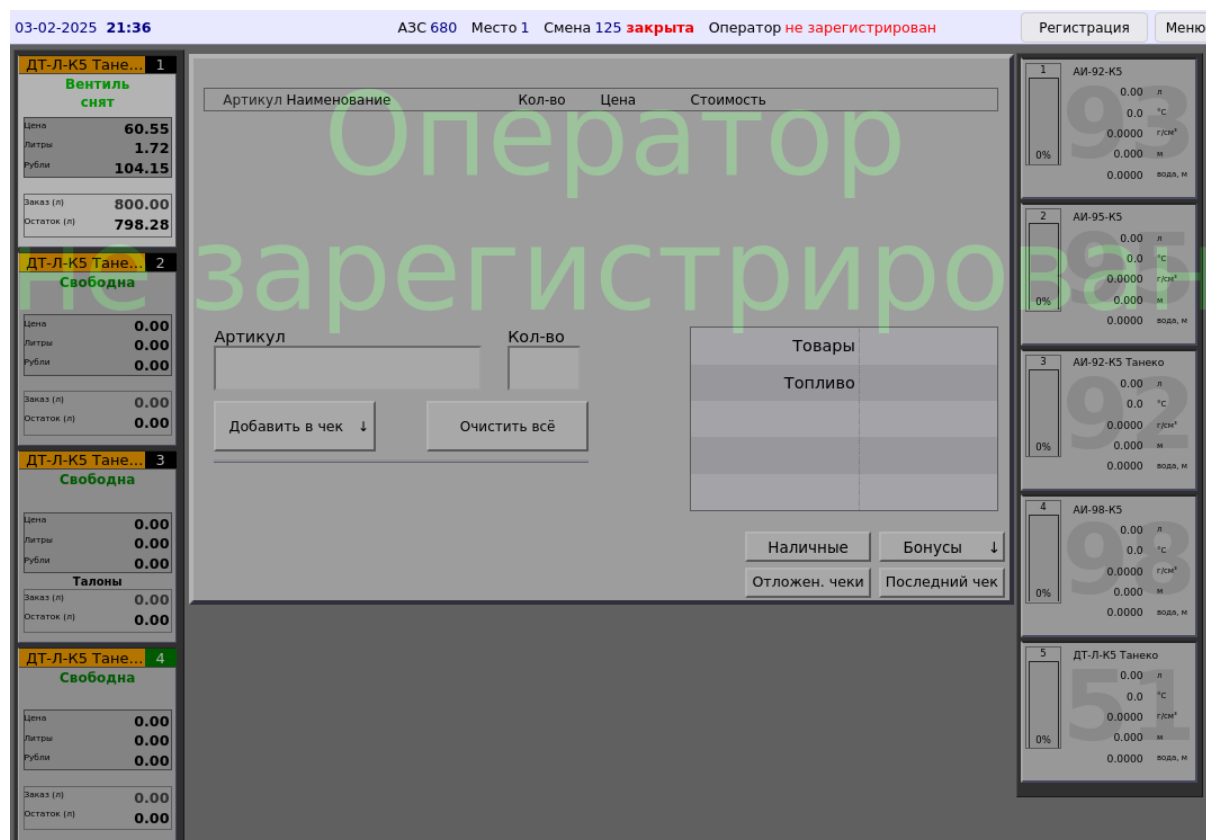 03-02-2025 21:36 АЗС 680 Место 1 Смена 125 закрыта Оператор не зарегистрирован Регистрация Меню
ДТ-Л-К5 Тане... 1
Вентиль
снят
Цена 60.55
Литры 1.72
Рубли 104.15
Заказ (л) 800.00
Остаток (л) 798.28
ДТ-Л-К5 Тане... 2
Свободна
Цена 0.00
Литры 0.00
Рубли 0.00
Заказ (л) 0.00
Остаток (л) 0.00
ДТ-Л-К5 Тане... 3
Свободна
Цена 0.00
Литры 0.00
Рубли 0.00
Талоны
Заказ (л) 0.00
Остаток (л) 0.00
ДТ-Л-К5 Тане... 4
Свободна
Цена 0.00
Литры 0.00
Рубли 0.00
Заказ (л) 0.00
Остаток (л) 0.00
Артикул Наименование Кол-во Цена Стоимость
Оператор
не зарегистрирован
Артикул Кол-во
Добавить в чек ↓ Очистить всё
Товары
Топливо
Наличные Бонусы ↓
Отложен. чеки Последний чек
1 АИ-92-К5
93
0.00 л
0.0 °C
0.0000 г/см³
0% 0.000 м
0.0000 вода, м
2 АИ-95-К5
95
0.00 л
0.0 °C
0.0000 г/см³
0% 0.000 м
0.0000 вода, м
3 АИ-92-К5 Танеко
92
0.00 л
0.0 °C
0.0000 г/см³
0% 0.000 м
0.0000 вода, м
4 АИ-98-К5
98
0.00 л
0.0 °C
0.0000 г/см³
0% 0.000 м
0.0000 вода, м
5 ДТ-Л-К5 Танеко
51
0.00 л
0.0 °C
0.0000 г/см³
0% 0.000 м
0.0000 вода, м